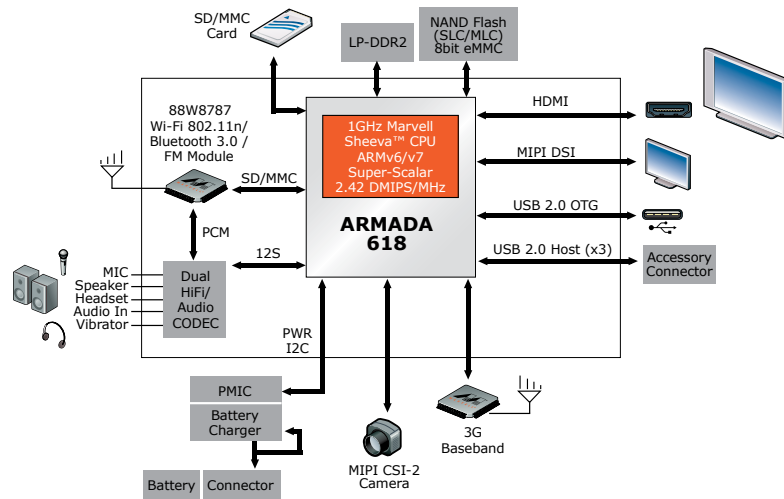 SD/MMC
Card
LP-DDR2
NAND Flash
(SLC/MLC)
8bit eMMC
88W8787
Wi-Fi 802.11n/
Bluetooth 3.0 /
FM Module
1GHz Marvell
Sheeva™ CPU
ARMv6/v7
Super-Scalar
2.42 DMIPS/MHz
ARMADA
618
HDMI
MIPI DSI
USB 2.0 OTG
USB 2.0 Host (x3)
Accessory
Connector
SD/MMC
PCM
12S
MIC
Speaker
Headset
Audio In
Vibrator
Dual
HiFi/
Audio
CODEC
PWR
I2C
PMIC
Battery
Charger
Battery
Connector
MIPI CSI-2
Camera
3G
Baseband